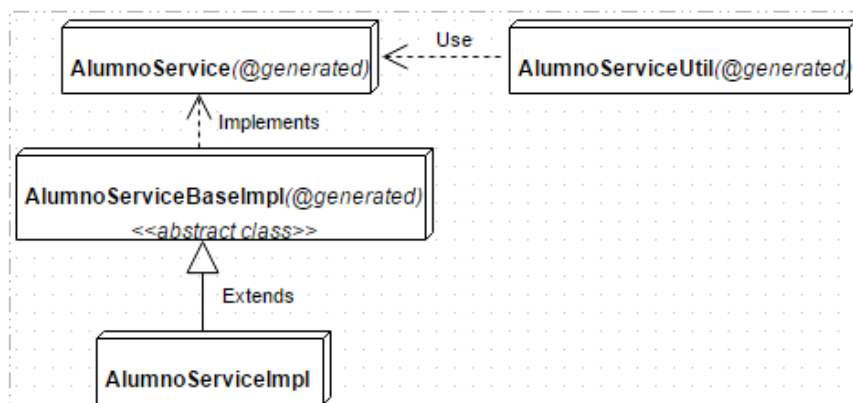 Use
AlumnoService(@generated)
AlumnoServiceUtil(@generated)
Implements
AlumnoServiceBaseImpl(@generated)
<<abstract class>>
Extends
AlumnoServiceImpl